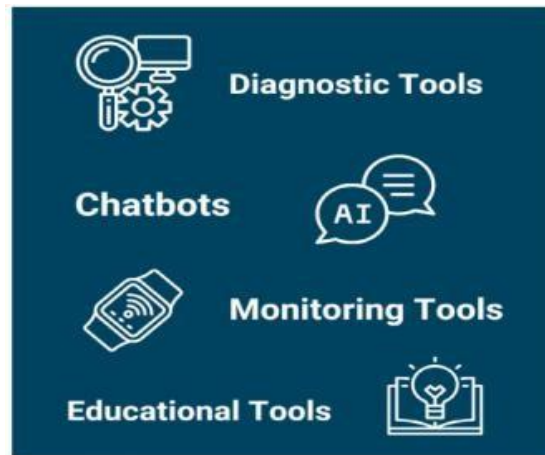 Diagnostic Tools
Chatbots
AI
Monitoring Tools
Educational Tools